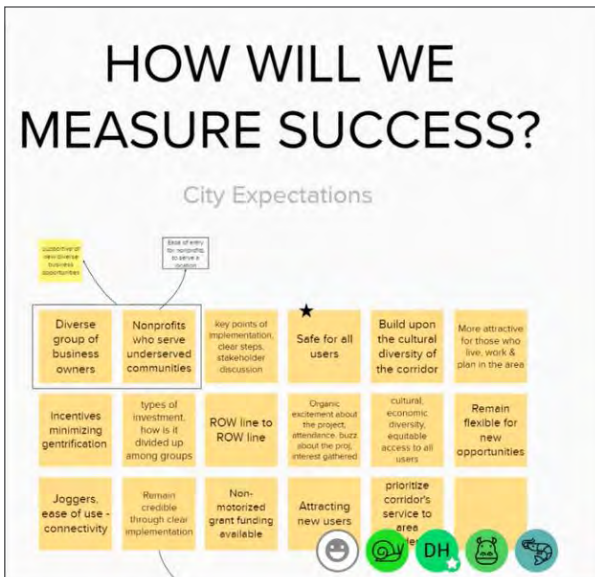 HOW WILL WE
MEASURE SUCCESS?
City Expectations
new diverse
business
opportunities
Ease of entry
for nonprofits
to serve a
location
Diverse
group of
business
owners
Nonprofits
who serve
underserved
communities
key points of
implementation,
clear steps,
stakeholder
discussion
Safe for all
users
Build upon
the cultural
diversity of
the corridor
More attractive
for those who
live, work &
plan in the area
Incentives
minimizing
gentrification
types of
investment,
how is it
divided up
among groups
ROW line to
ROW line
Organic
excitement about
the project,
attendance, buzz
about the proj,
interest gathered
cultural,
economic
diversity,
equitable
access to all
users
Remain
flexible for
new
opportunities
Joggers,
ease of use -
connectivity
Remain
credible
through clear
implementation
Non-
motorized
grant funding
available
Attracting
new users
prioritize
corridor's
service to
area
DH